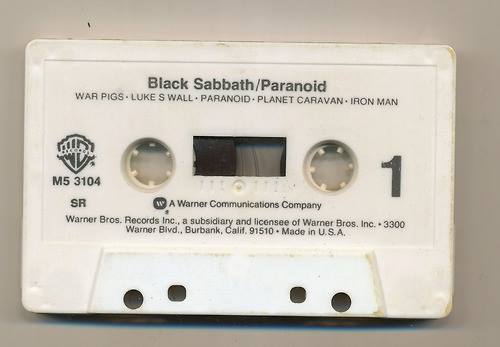 Black Sabbath/Paranoid
WAR PIGS • LUKE S WALL • PARANOID • PLANET CARAVAN • IRON MAN
WB
RECORDS
M5 3104
1
SR
A Warner Communications Company
Warner Bros. Records Inc., a subsidiary and licensee of Warner Bros. Inc. • 3300
Warner Blvd., Burbank, Calif. 91510 • Made in U.S.A.